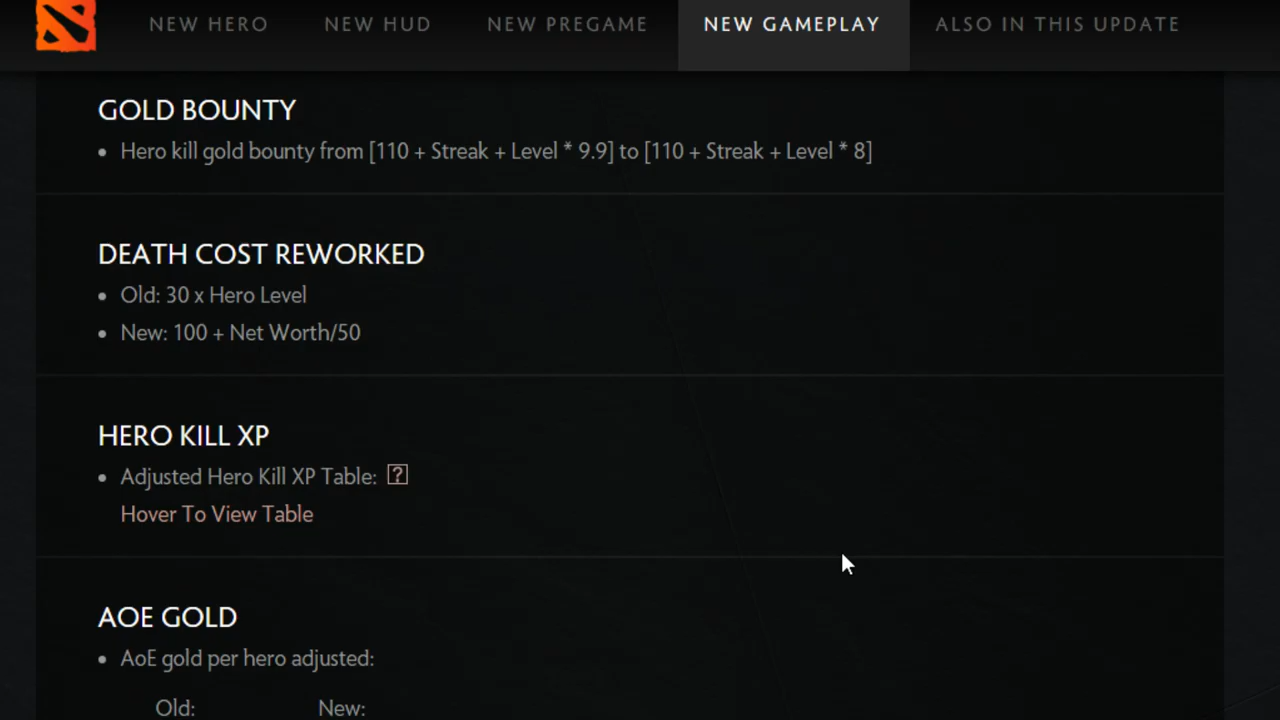 NEW HERO NEW HUD NEW PREGAME NEW GAMEPLAY ALSO IN THIS UPDATE
GOLD BOUNTY
• Hero kill gold bounty from [110 + Streak + Level * 9.9] to [110 + Streak + Level * 8]
DEATH COST REWORKED
• Old: 30 x Hero Level
• New: 100 + Net Worth/50
HERO KILL XP
• Adjusted Hero Kill XP Table: ?
Hover To View Table
AOE GOLD
• AoE gold per hero adjusted:
Old: New: